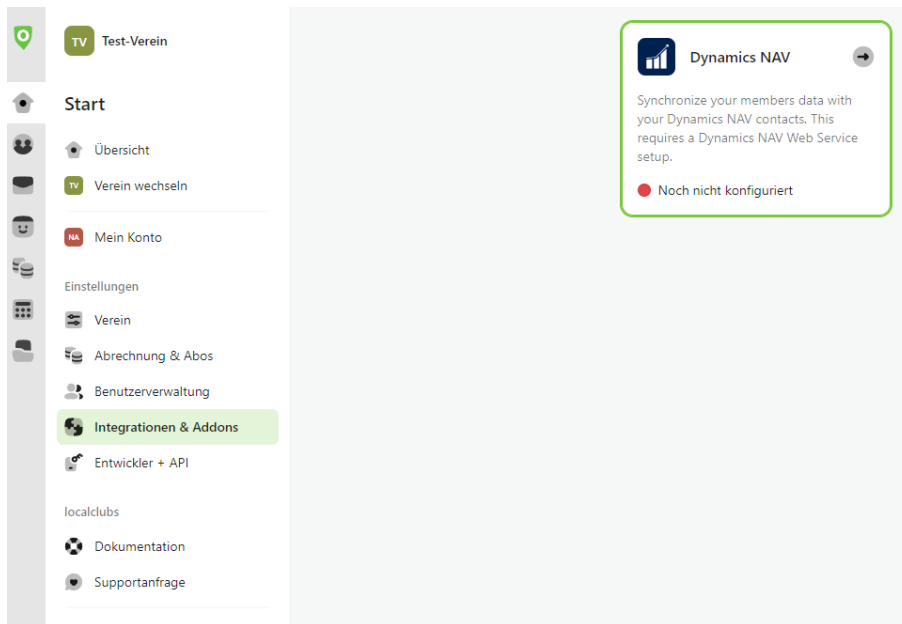 TV Test-Verein
Start
Übersicht
TV Verein wechseln
NA Mein Konto
Einstellungen
Verein
Abrechnung & Abos
Benutzerverwaltung
Integrationen & Addons
Entwickler + API
localclubs
Dokumentation
Supportanfrage
Dynamics NAV
Synchronize your members data with
your Dynamics NAV contacts. This
requires a Dynamics NAV Web Service
setup.
Noch nicht konfiguriert